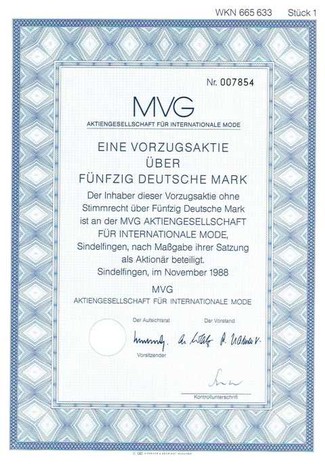 WKN 665 633 Stück 1
Nr. 007854
MVG
AKTIENGESELLSCHAFT FÜR INTERNATIONALE MODE
EINE VORZUGSAKTIE
ÜBER
FÜNFZIG DEUTSCHE MARK
Der Inhaber dieser Vorzugsaktie ohne
Stimmrecht über Fünfzig Deutsche Mark
ist an der MVG AKTIENGESELLSCHAFT
FÜR INTERNATIONALE MODE,
Sindelfingen, nach Maßgabe ihrer Satzung
als Aktionär beteiligt.
Sindelfingen, im November 1988
MVG
AKTIENGESELLSCHAFT FÜR INTERNATIONALE MODE
Der Aufsichtsrat Der Vorstand
Vorsitzender
Kontrollunterschrift